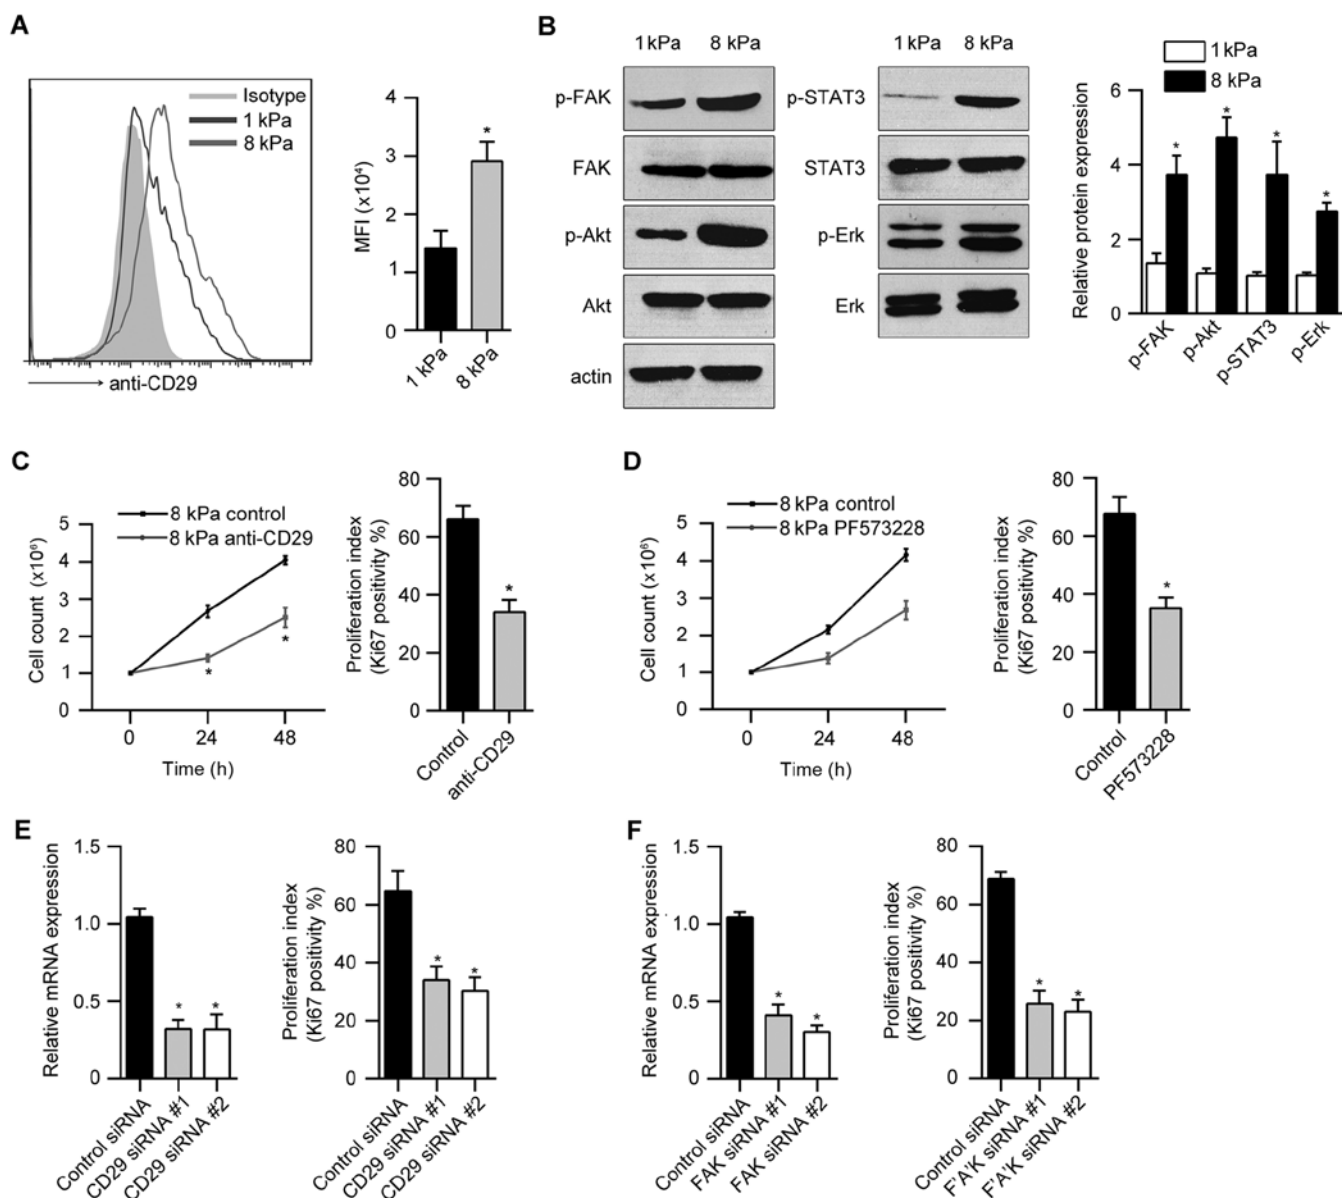 A
Isotype
1 kPa
8 kPa
anti-CD29
MFI (x10⁴)
4
3
2
1
0
*
1 kPa
8 kPa
B
1 kPa 8 kPa
p-FAK
FAK
p-Akt
Akt
actin
1 kPa 8 kPa
p-STAT3
STAT3
p-Erk
Erk
1 kPa
8 kPa
Relative protein expression
6
4
2
0
* * * *
p-FAK
p-Akt
p-STAT3
p-Erk
C
8 kPa control
8 kPa anti-CD29
Cell count (x10⁶)
5
4
3
2
1
0
* *
0 24 48
Time (h)
Proliferation index
(Ki67 positivity %)
80
60
40
20
0
*
Control
anti-CD29
D
8 kPa control
8 kPa PF573228
Cell count (x10⁶)
5
4
3
2
1
0
0 24 48
Time (h)
Proliferation index
(Ki67 positivity %)
80
60
40
20
0
*
Control
PF573228
E
Relative mRNA expression
1.5
1.0
0.5
0
* *
Control siRNA
CD29 siRNA #1
CD29 siRNA #2
Proliferation index
(Ki67 positivity %)
80
60
40
20
0
* *
Control siRNA
CD29 siRNA #1
CD29 siRNA #2
F
Relative mRNA expression
1.5
1.0
0.5
0
* *
Control siRNA
FAK siRNA #1
FAK siRNA #2
Proliferation index
(Ki67 positivity %)
80
60
40
20
0
* *
Control siRNA
F'A'K siRNA #1
F'A'K siRNA #2